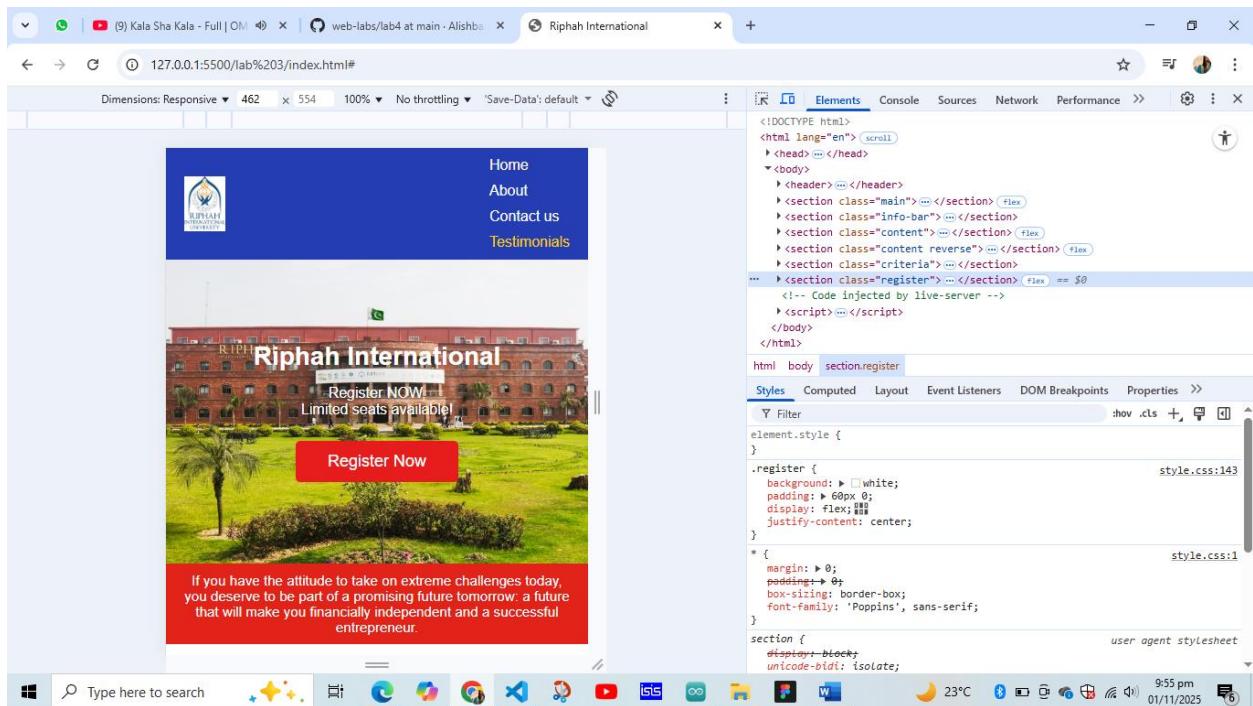 (9) Kala Sha Kala - Full | OM
web-labs/lab4 at main · Alishba
Riphah International
127.0.0.1:5500/lab%203/index.html#
Dimensions: Responsive ▼ 462 x 554 100% ▼ No throttling ▼ 'Save-Data': default ▼
Elements Console Sources Network Performance >>
<!DOCTYPE html>
<html lang="en"> scroll
▶ <head> ⋯ </head>
▼ <body>
▶ <header> ⋯ </header>
▶ <section class="main"> ⋯ </section> flex
▶ <section class="info-bar"> ⋯ </section>
▶ <section class="content"> ⋯ </section> flex
▶ <section class="content reverse"> ⋯ </section> flex
▶ <section class="criteria"> ⋯ </section>
⋯ ▶ <section class="register"> ⋯ </section> flex == $0
<!-- Code injected by live-server -->
▶ <script> ⋯ </script>
</body>
</html>
html body section.register
Styles Computed Layout Event Listeners DOM Breakpoints Properties >>
Filter :hov .cls +
element.style {
}
.register { style.css:143
background: ▶ white;
padding: ▶ 60px 0;
display: flex;
justify-content: center;
}
* { style.css:1
margin: ▶ 0;
padding: ▶ 0;
box-sizing: border-box;
font-family: 'Poppins', sans-serif;
}
section { user agent stylesheet
display: block;
unicode-bidi: isolate;
Home
About
Contact us
Testimonials
RIPHAH
INTERNATIONAL
UNIVERSITY
RIPH
Riphah International
Register NOW
Limited seats available!
Register Now
If you have the attitude to take on extreme challenges today,
you deserve to be part of a promising future tomorrow: a future
that will make you financially independent and a successful
entrepreneur.
Type here to search
isis
23°C
9:55 pm
01/11/2025
6